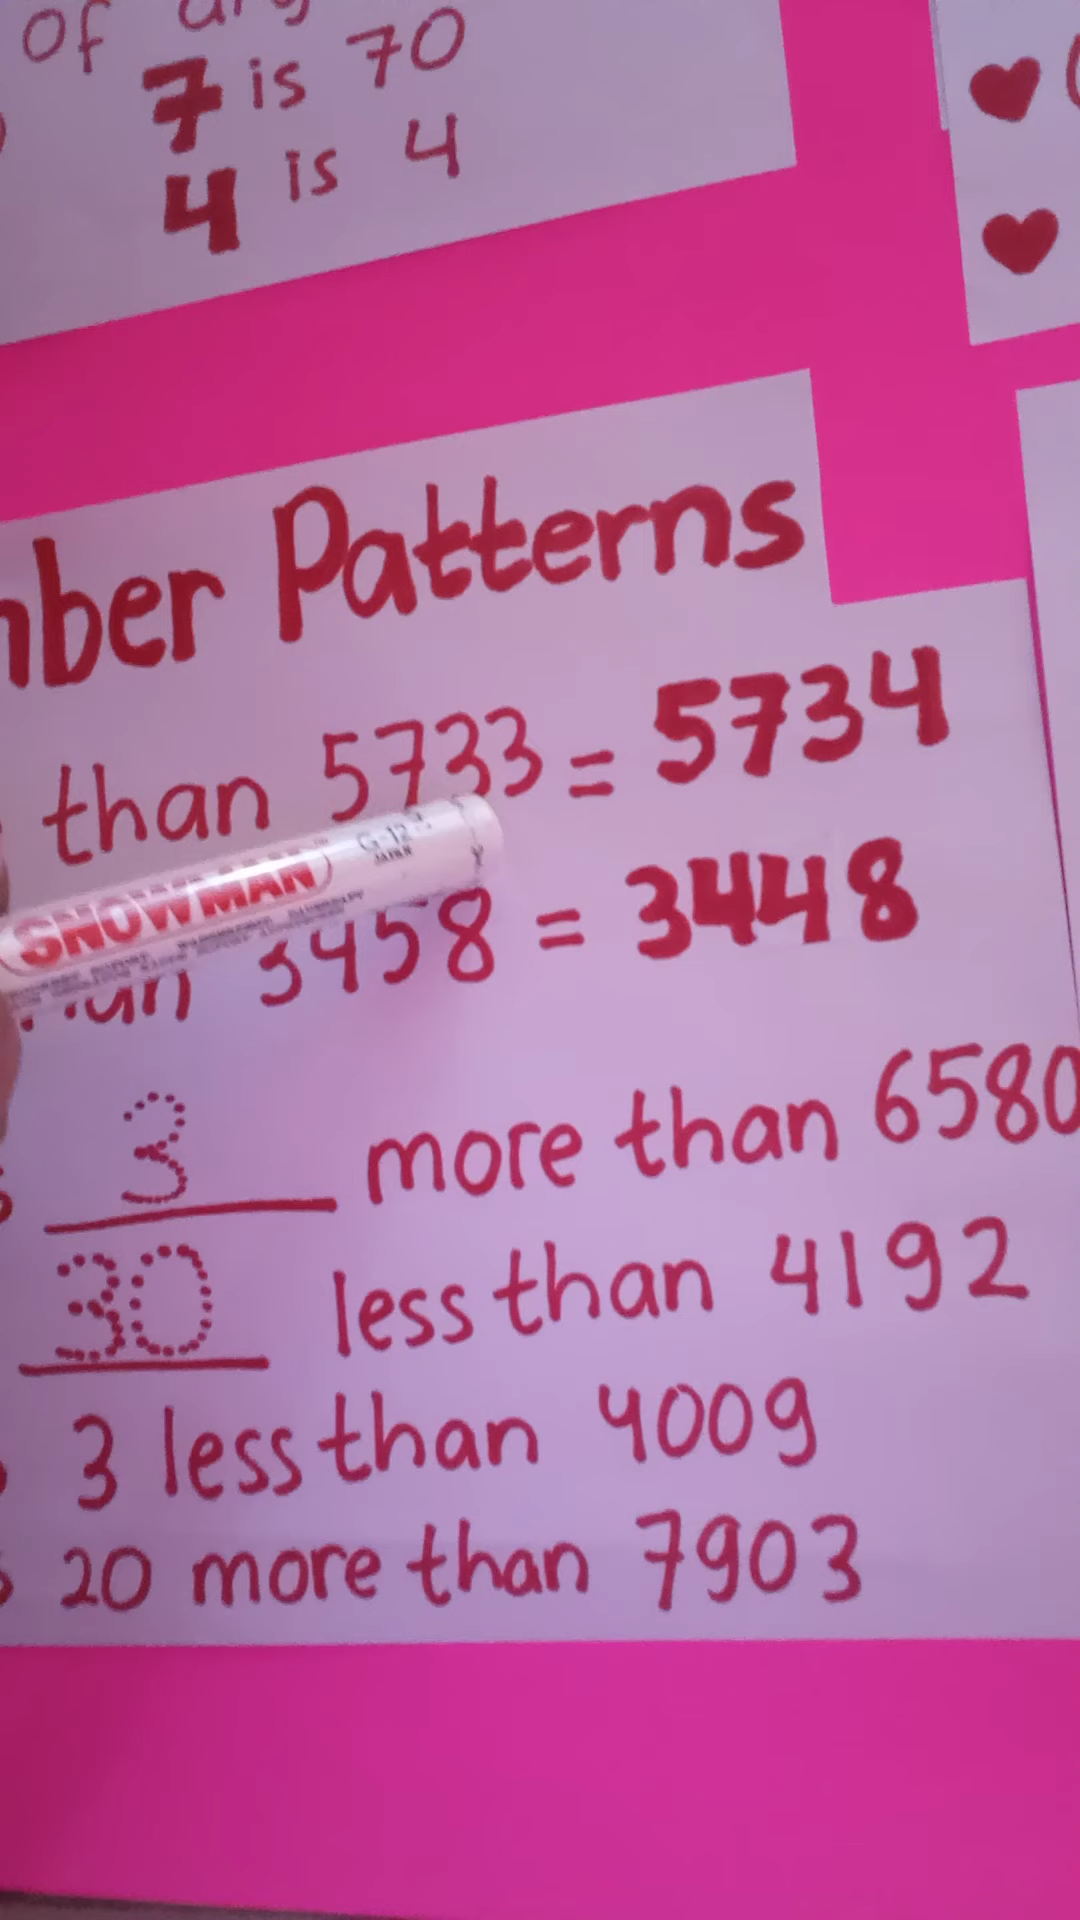 of
7 is 70
4 is 4
Patterns
than 5733 = 5734
SNOWMAN
G-12
JAPAN
3458 = 3448
3 more than 6580
30 less than 4192
3 less than 4009
20 more than 7903